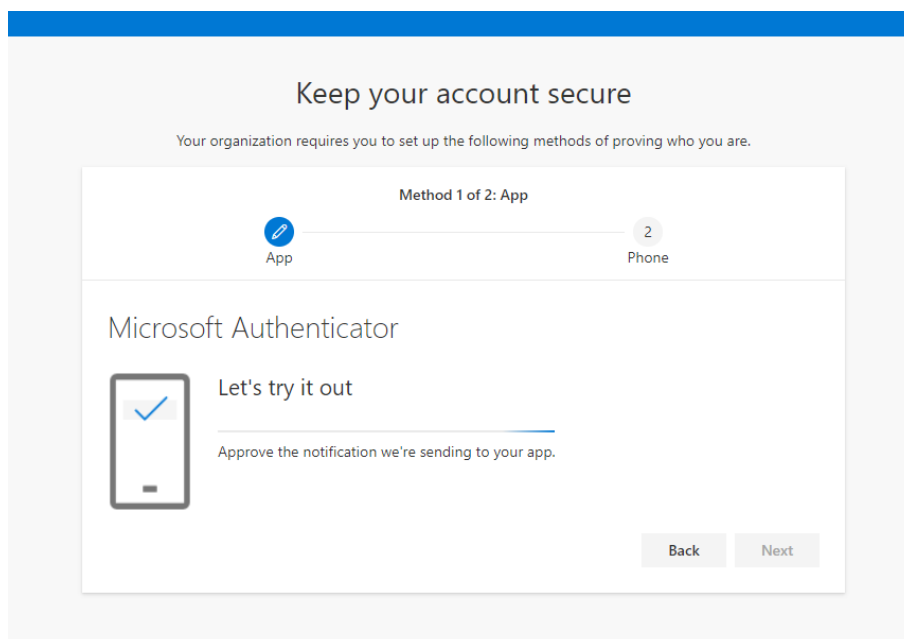 Keep your account secure
Your organization requires you to set up the following methods of proving who you are.
Method 1 of 2: App
2
App
Phone
Microsoft Authenticator
Let's try it out
Approve the notification we're sending to your app.
Back
Next